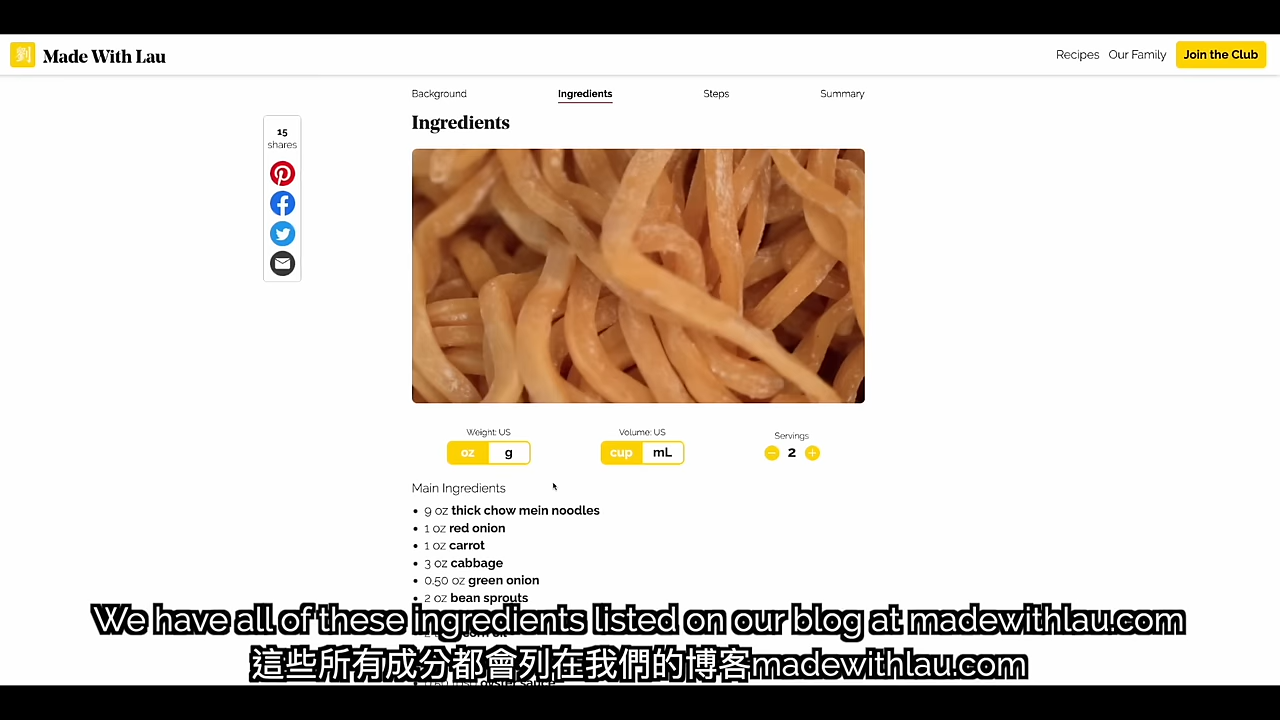 劉 Made With Lau
Recipes Our Family Join the Club
Background Ingredients Steps Summary
Ingredients
15
shares
Weight: US
oz g
Volume: US
cup mL
Servings
2
Main Ingredients
9 oz thick chow mein noodles
1 oz red onion
1 oz carrot
3 oz cabbage
0.50 oz green onion
2 oz bean sprouts
We have all of these ingredients listed on our blog at madewithlau.com
這些所有成分都會列在我們的博客madewithlau.com
oyster sauce